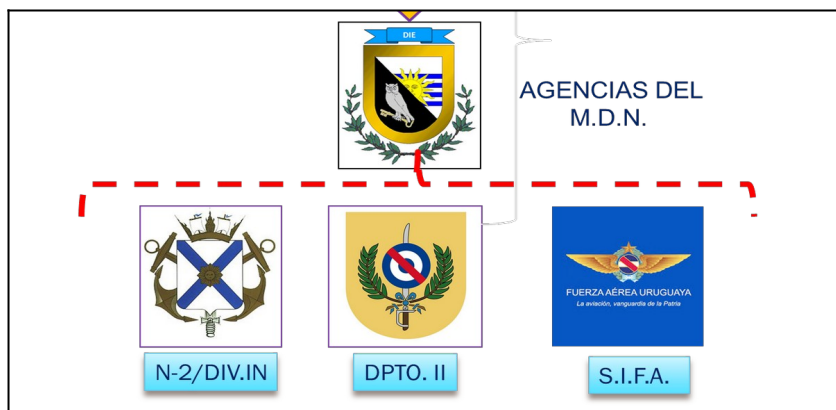 DIE
AGENCIAS DEL
M.D.N.
FUERZA AÉREA URUGUAYA
La aviación, vanguardia de la Patria
N-2/DIV.IN
DPTO. II
S.I.F.A.